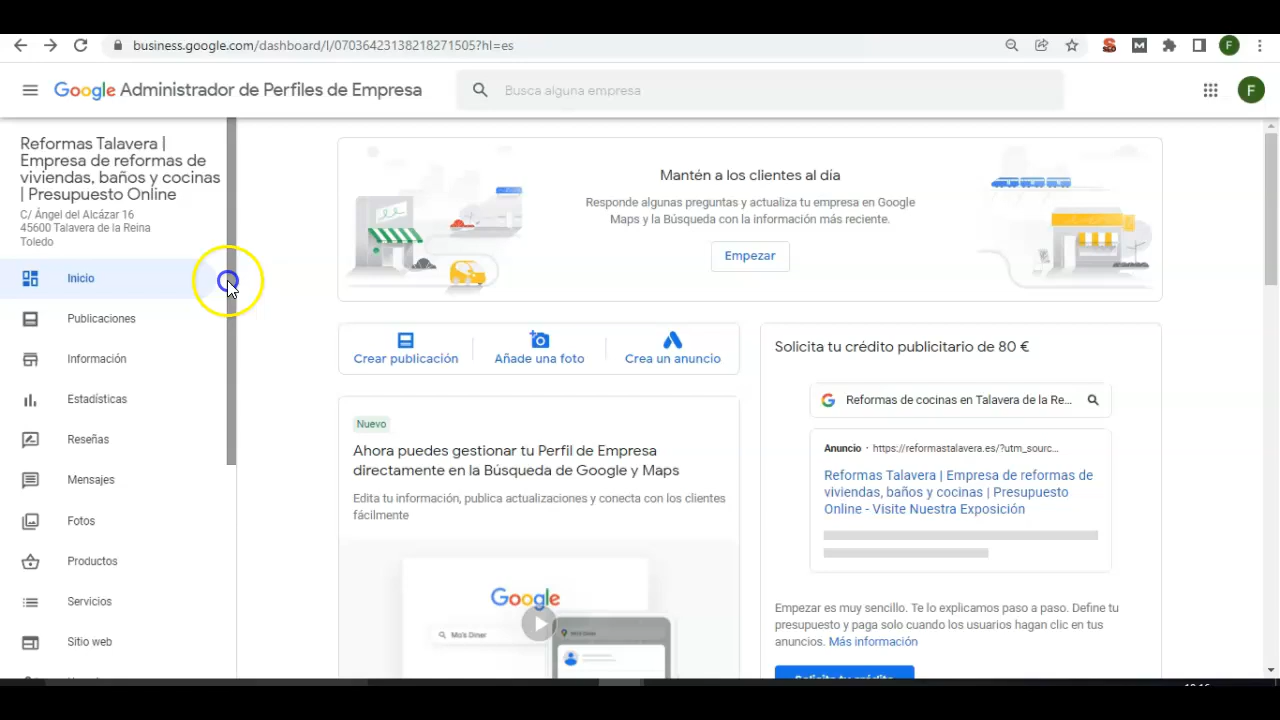 business.google.com/dashboard/l/07036423138218271505?hl=es
F
Google Administrador de Perfiles de Empresa
Busca alguna empresa
F
Reformas Talavera |
Empresa de reformas de
viviendas, baños y cocinas
| Presupuesto Online
C/ Ángel del Alcázar 16
45600 Talavera de la Reina
Toledo
Inicio
Publicaciones
Información
Estadísticas
Reseñas
Mensajes
Fotos
Productos
Servicios
Sitio web
Mantén a los clientes al día
Responde algunas preguntas y actualiza tu empresa en Google
Maps y la Búsqueda con la información más reciente.
Empezar
Crear publicación
Añade una foto
Crea un anuncio
Nuevo
Ahora puedes gestionar tu Perfil de Empresa
directamente en la Búsqueda de Google y Maps
Edita tu información, publica actualizaciones y conecta con los clientes
fácilmente
Google
Mo's Diner
Mo's Diner
Solicita tu crédito publicitario de 80 €
Reformas de cocinas en Talavera de la Re...
Anuncio · https://reformastalavera.es/?utm_sourc...
Reformas Talavera | Empresa de reformas de
viviendas, baños y cocinas | Presupuesto
Online - Visite Nuestra Exposición
Empezar es muy sencillo. Te lo explicamos paso a paso. Define tu
presupuesto y paga solo cuando los usuarios hagan clic en tus
anuncios. Más información
Solicita tu crédito